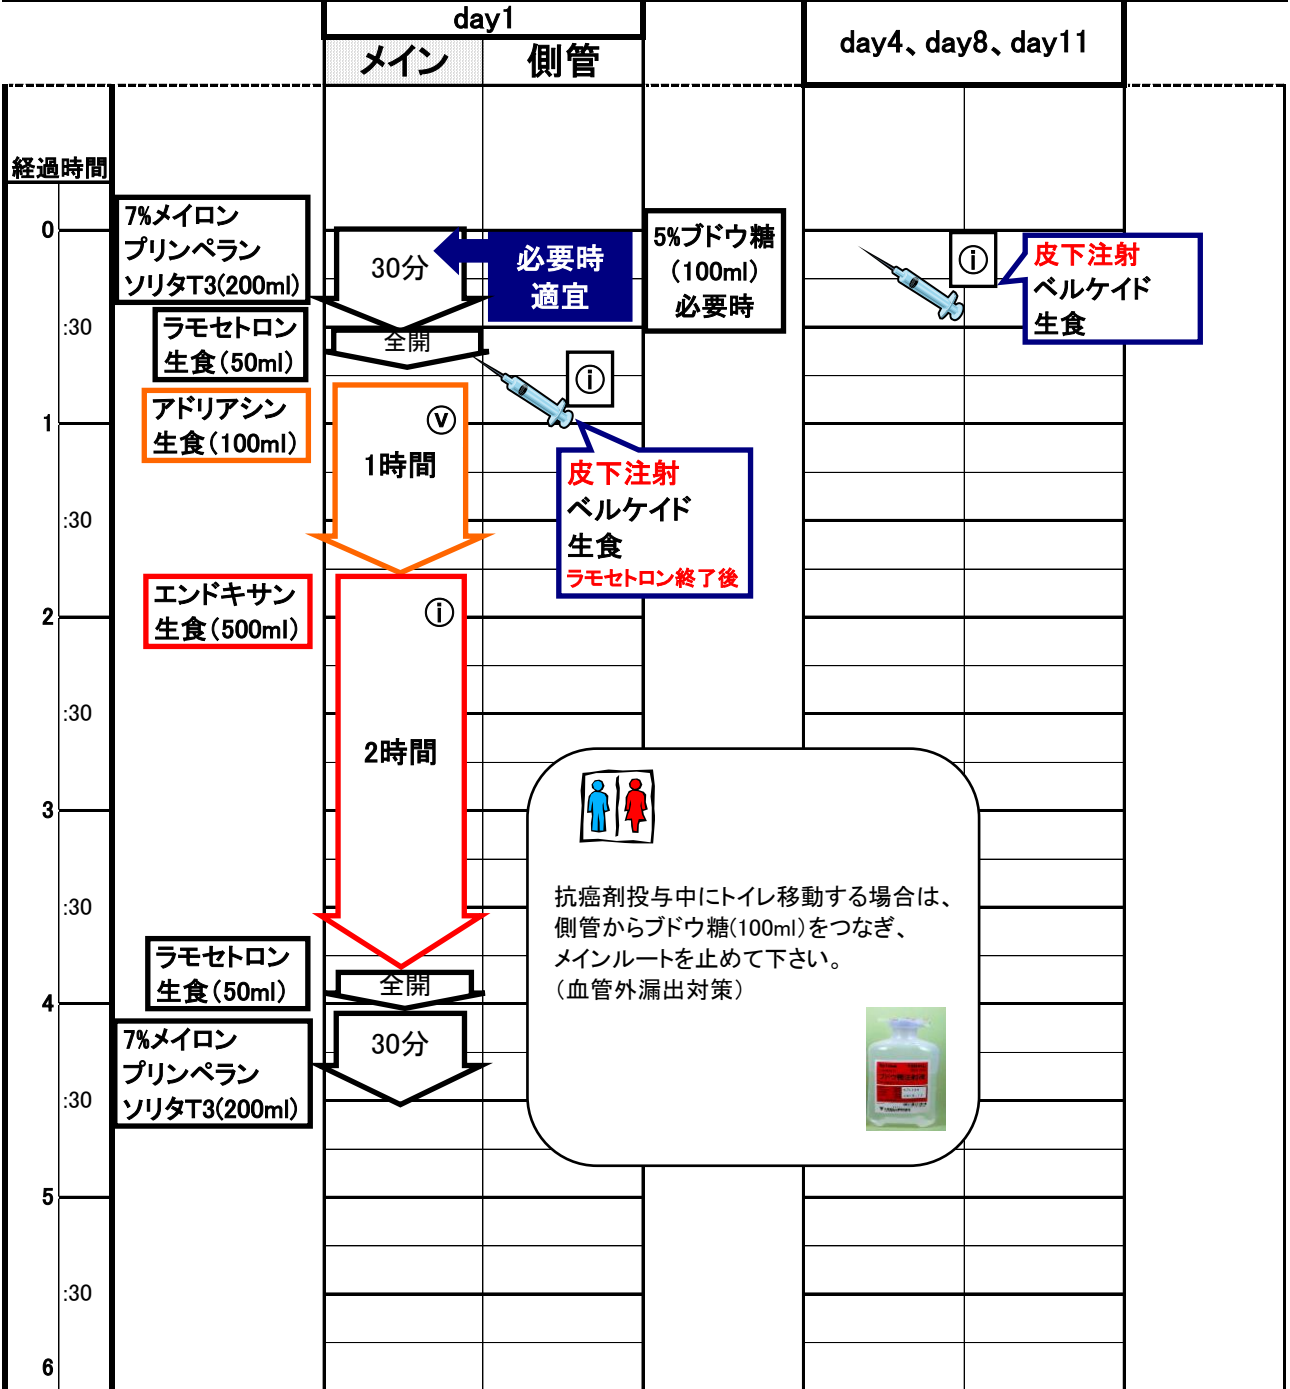 day1
day4、day8、day11
メイン
側管
経過時間
0
7%メイロン
プリンペラン
ソリタT3(200ml)
30分
必要時
適宜
5%ブドウ糖
(100ml)
必要時
ⓘ
皮下注射
ベルケイド
生食
:30
ラモセトロン
生食(50ml)
全開
ⓘ
1
アドリアシン
生食(100ml)
ⓥ
1時間
皮下注射
ベルケイド
生食
ラモセトロン終了後
:30
2
エンドキサン
生食(500ml)
ⓘ
:30
2時間
3
抗癌剤投与中にトイレ移動する場合は、
側管からブドウ糖(100ml)をつなぎ、
メインルートを止めて下さい。
(血管外漏出対策)
:30
ラモセトロン
生食(50ml)
全開
4
7%メイロン
プリンペラン
ソリタT3(200ml)
30分
:30
5
:30
6